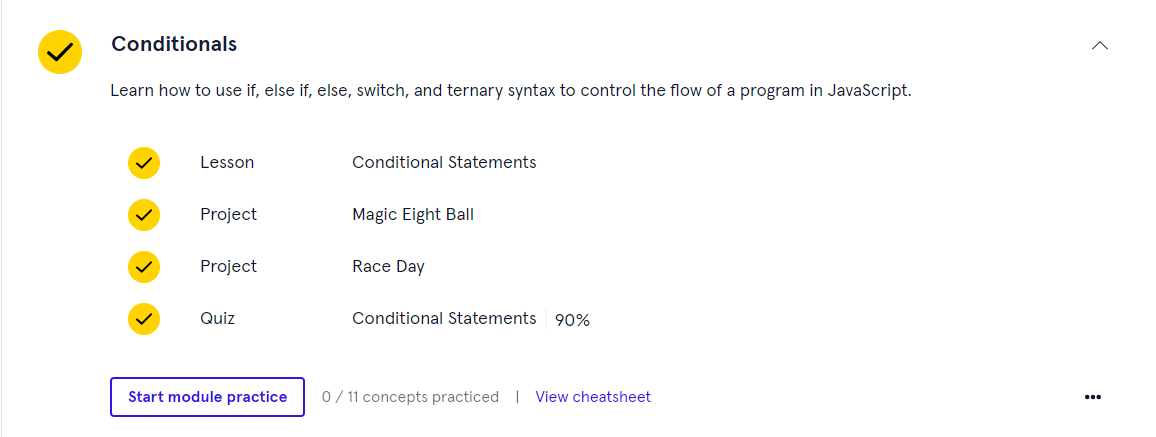 Conditionals
Learn how to use if, else if, else, switch, and ternary syntax to control the flow of a program in JavaScript.
Lesson Conditional Statements
Project Magic Eight Ball
Project Race Day
Quiz Conditional Statements 90%
Start module practice 0 / 11 concepts practiced | View cheatsheet